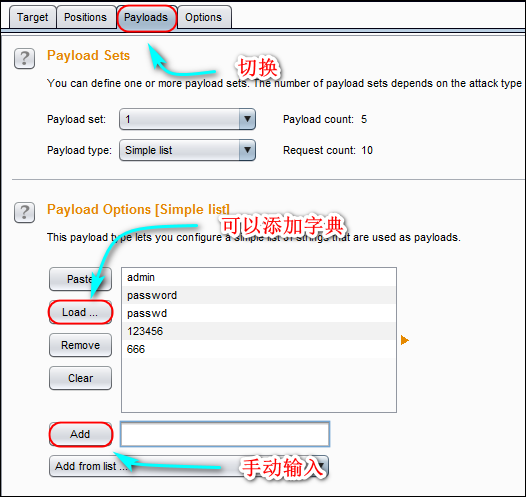 Target Positions Payloads Options
切换
? Payload Sets
You can define one or more payload sets. The number of payload sets depends on the attack type
Payload set: 1 Payload count: 5
Payload type: Simple list Request count: 10
? Payload Options [Simple list]
可以添加字典
This payload type lets you configure a simple list of strings that are used as payloads.
Paste admin
password
Load ... passwd
123456
Remove 666
Clear
Add
Add from list ... 手动输入